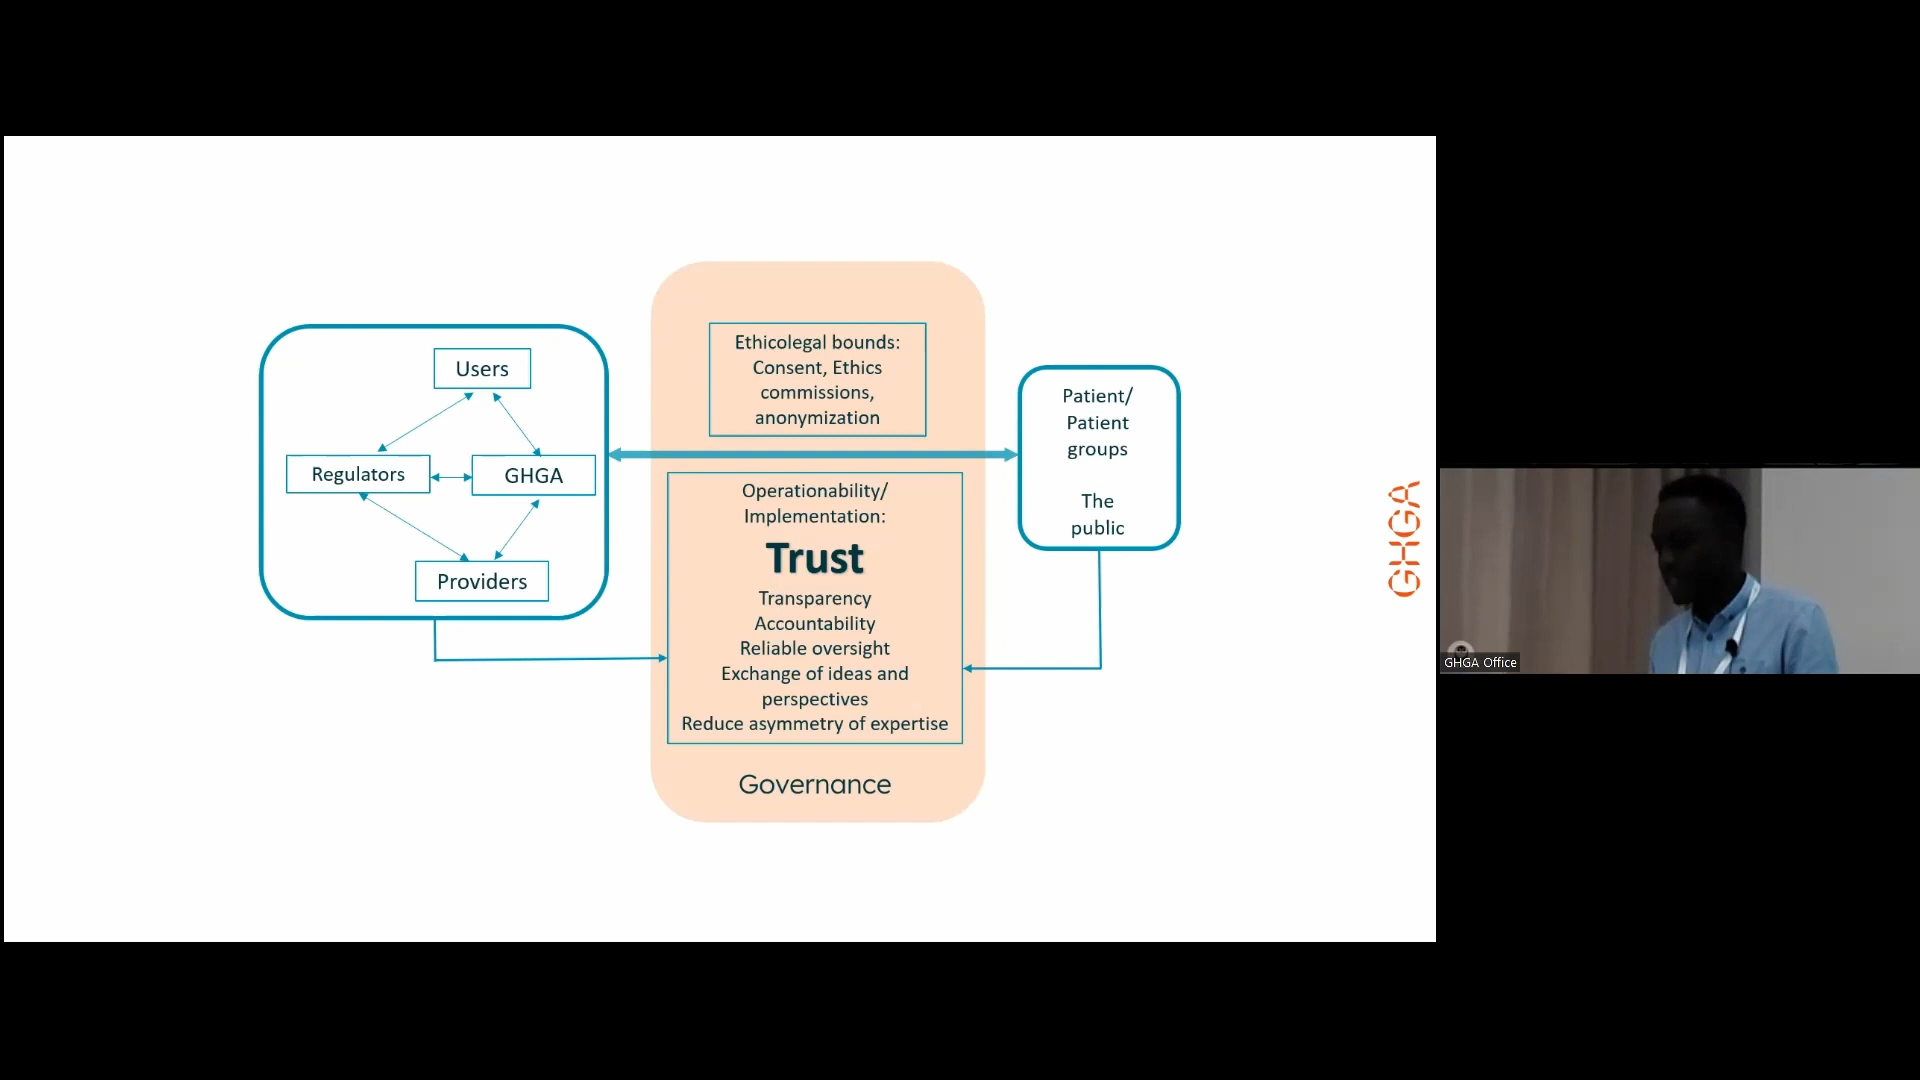 Users
Regulators
GHGA
Providers
Ethicolegal bounds:
Consent, Ethics
commissions,
anonymization
Operationability/
Implementation:
Trust
Transparency
Accountability
Reliable oversight
Exchange of ideas and
perspectives
Reduce asymmetry of expertise
Governance
Patient/
Patient
groups
The
public
GHGA
GHGA Office